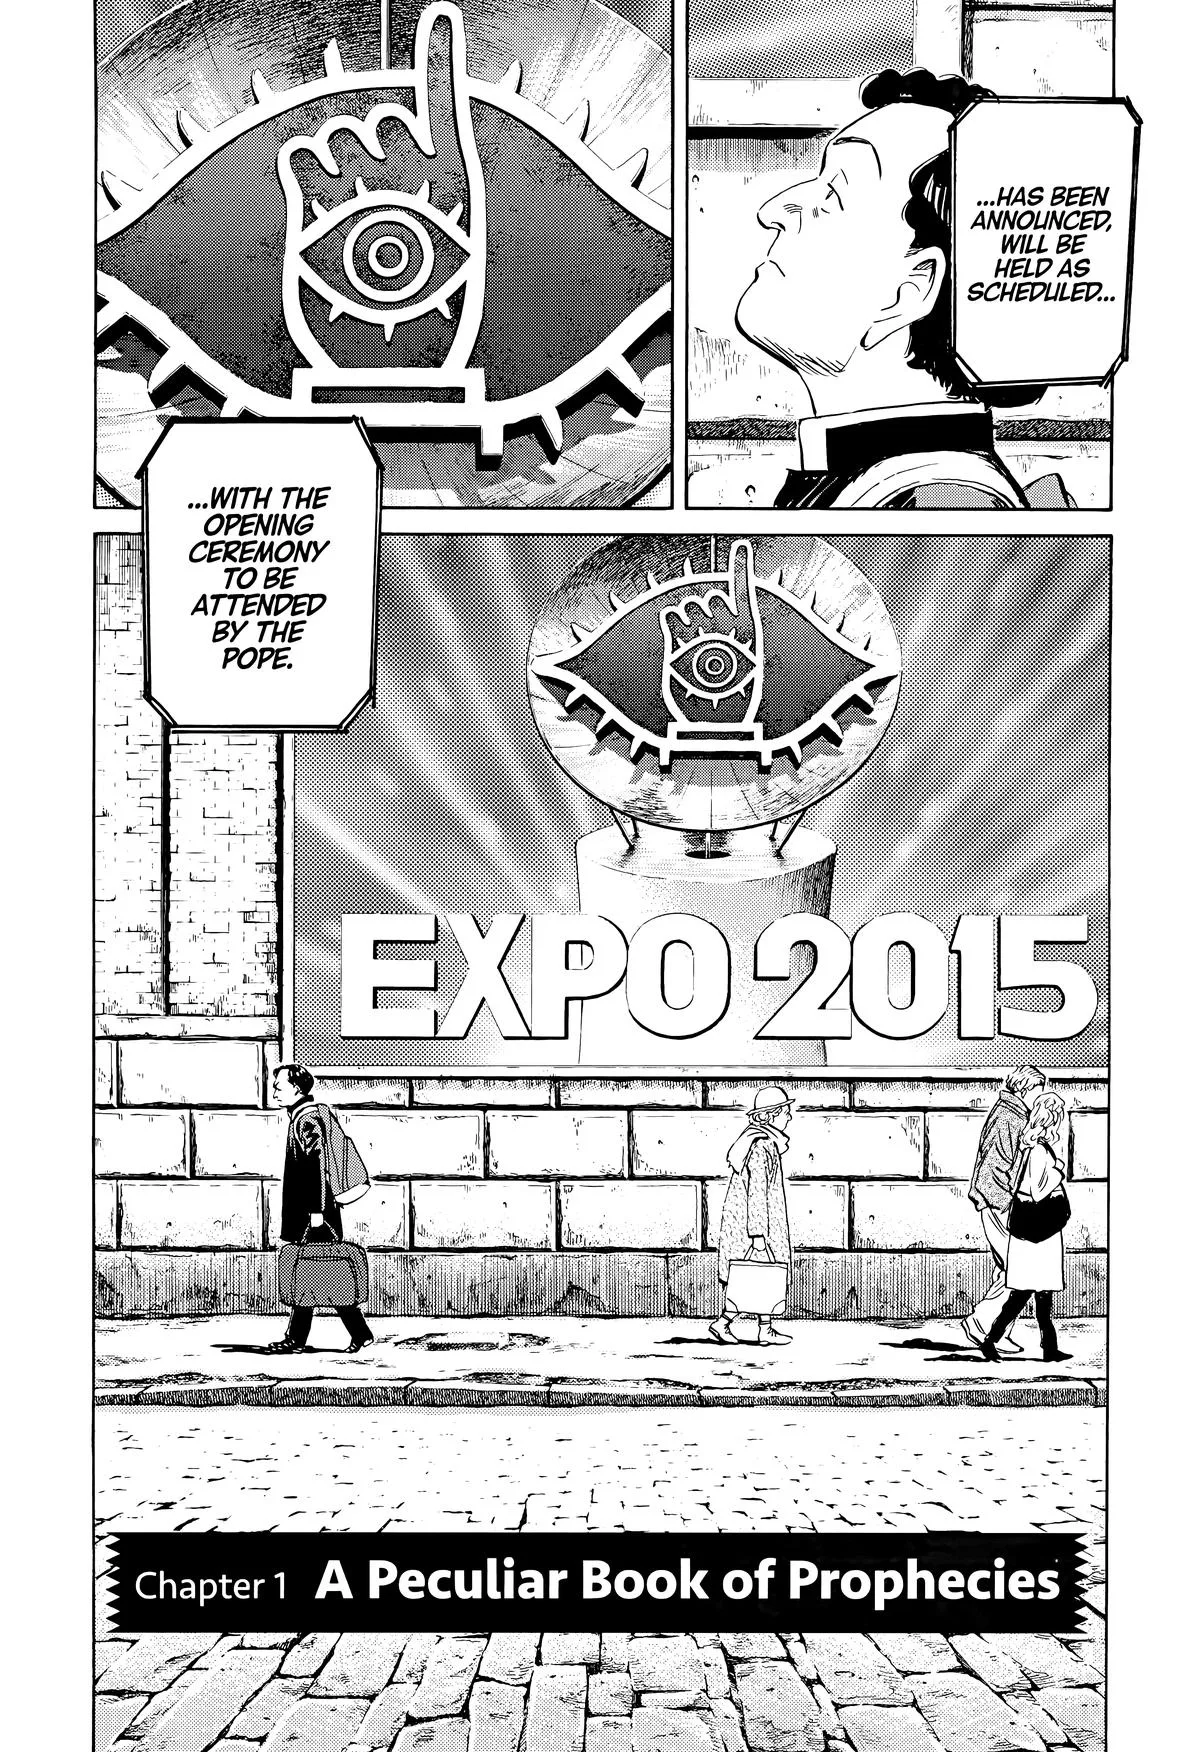 ...HAS BEEN
ANNOUNCED,
WILL BE
HELD AS
SCHEDULED...
...WITH THE
OPENING
CEREMONY
TO BE
ATTENDED
BY THE
POPE.
EXPO 2015
Chapter 1 A Peculiar Book of Prophecies